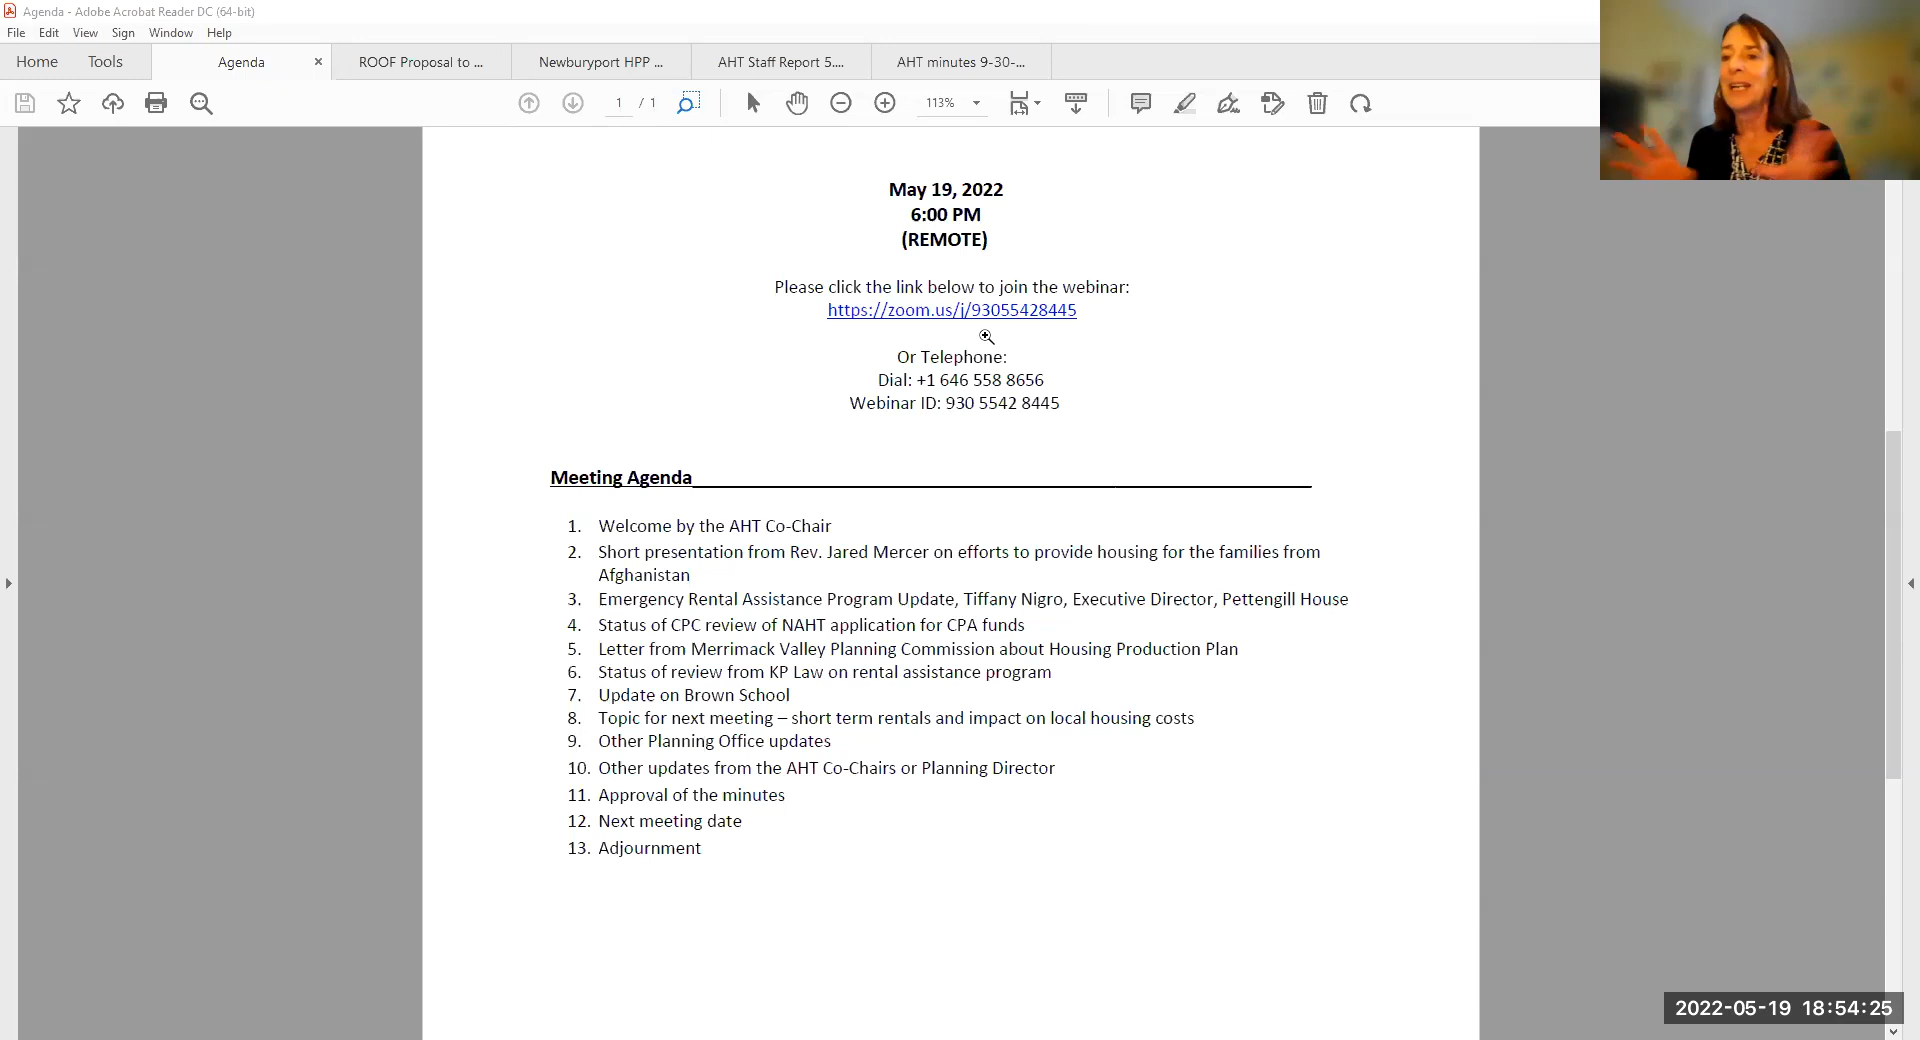 Agenda - Adobe Acrobat Reader DC (64-bit)
File Edit View Sign Window Help
Home Tools Agenda × ROOF Proposal to ... Newburyport HPP ... AHT Staff Report 5.... AHT minutes 9-30-...
1 / 1 113%
May 19, 2022
6:00 PM
(REMOTE)
Please click the link below to join the webinar:
https://zoom.us/j/93055428445
Or Telephone:
Dial: +1 646 558 8656
Webinar ID: 930 5542 8445
Meeting Agenda
1. Welcome by the AHT Co-Chair
2. Short presentation from Rev. Jared Mercer on efforts to provide housing for the families from
Afghanistan
3. Emergency Rental Assistance Program Update, Tiffany Nigro, Executive Director, Pettengill House
4. Status of CPC review of NAHT application for CPA funds
5. Letter from Merrimack Valley Planning Commission about Housing Production Plan
6. Status of review from KP Law on rental assistance program
7. Update on Brown School
8. Topic for next meeting – short term rentals and impact on local housing costs
9. Other Planning Office updates
10. Other updates from the AHT Co-Chairs or Planning Director
11. Approval of the minutes
12. Next meeting date
13. Adjournment
2022-05-19 18:54:25